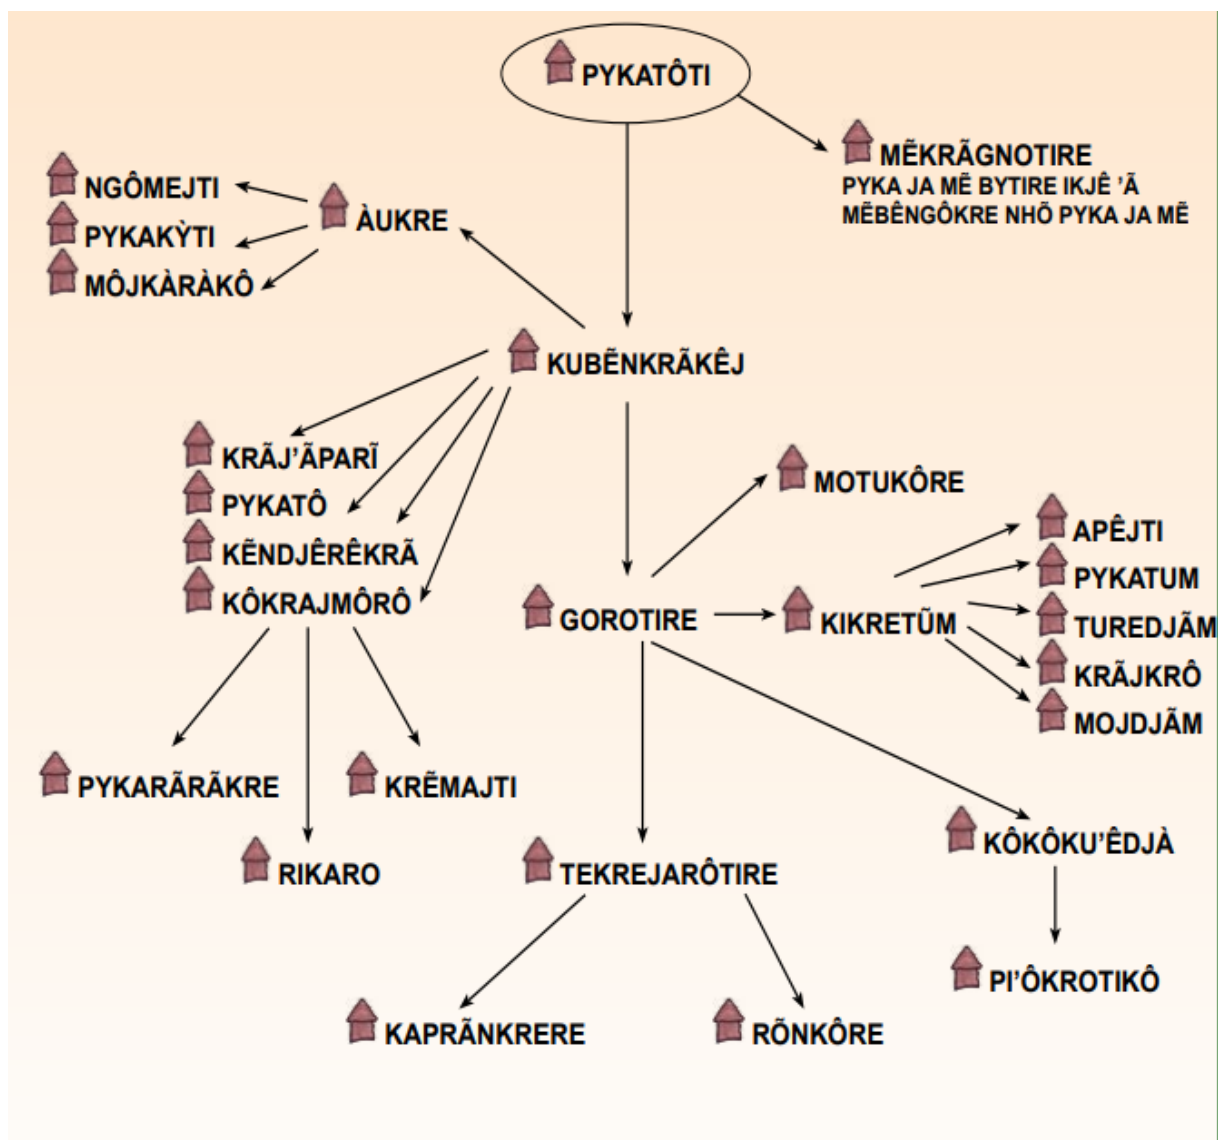 PYKATÔTI
MẼKRÃGNOTIRE
PYKA JA MẼ BYTIRE IKJÊ ’Ã
MẼBÊNGÔKRE NHÕ PYKA JA MẼ
NGÔMEJTI
ÀUKRE
PYKAKỲTI
MÔJKÀRÀKÔ
KUBẼNKRÃKÊJ
KRÃJ’ÃPARĨ
PYKATÔ
KẼNDJÊRÊKRÃ
KÔKRAJMÔRÔ
MOTUKÔRE
GOROTIRE
KIKRETŨM
APÊJTI
PYKATUM
TUREDJÃM
KRÃJKRÔ
MOJDJÃM
PYKARÃRÃKRE
KRẼMAJTI
RIKARO
TEKREJARÔTIRE
KÔKÔKU’ÊDJÀ
PI’ÔKROTIKÔ
KAPRÃNKRERE
RÕNKÔRE